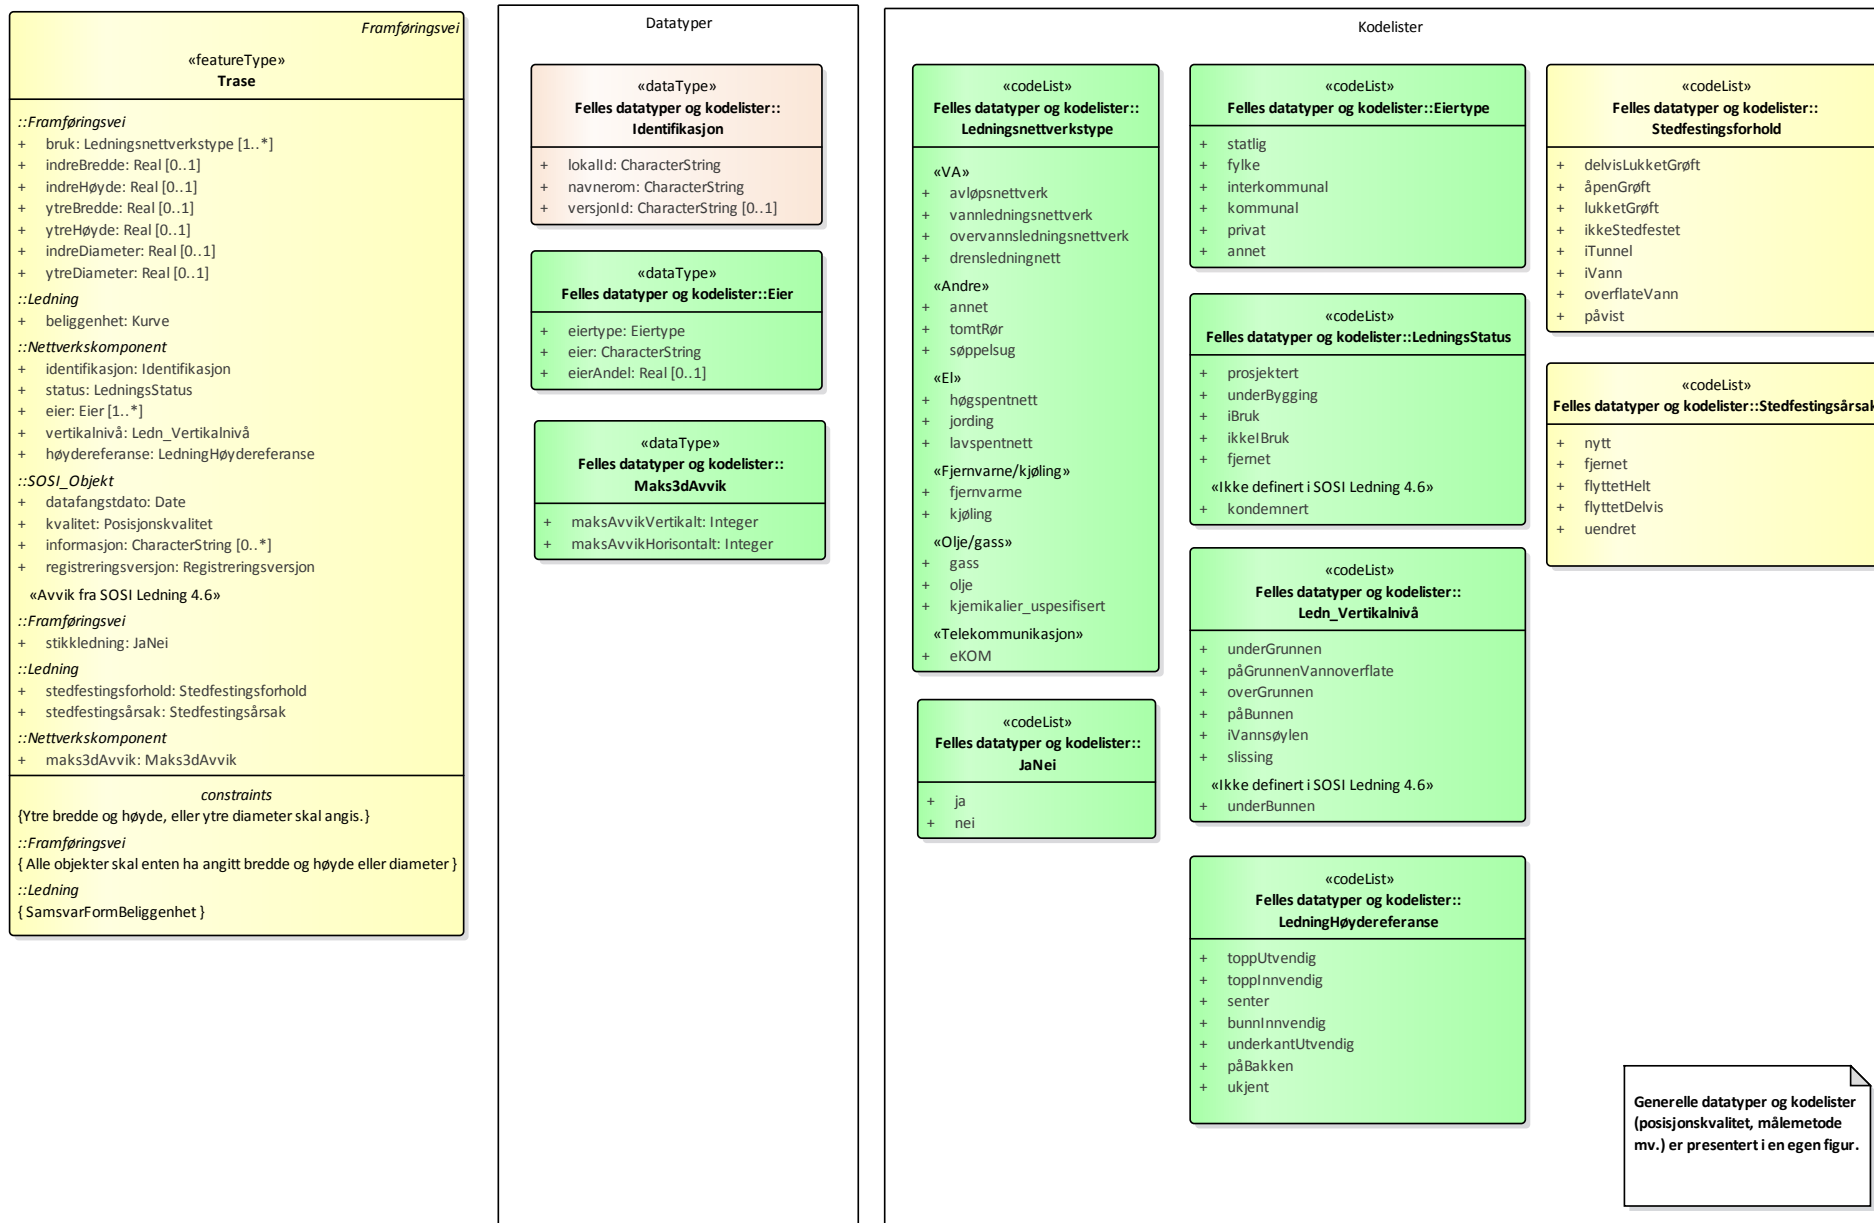 Framføringsvei
«featureType»
Trase
::Framføringsvei
+ bruk: Ledningsnettverkstype [1..*]
+ indreBredde: Real [0..1]
+ indreHøyde: Real [0..1]
+ ytreBredde: Real [0..1]
+ ytreHøyde: Real [0..1]
+ indreDiameter: Real [0..1]
+ ytreDiameter: Real [0..1]
::Ledning
+ beliggenhet: Kurve
::Nettverkskomponent
+ identifikasjon: Identifikasjon
+ status: LedningsStatus
+ eier: Eier [1..*]
+ vertikalnivå: Ledn_Vertikalnivå
+ høydereferanse: LedningHøydereferanse
::SOSI_Objekt
+ datafangstdato: Date
+ kvalitet: Posisjonskvalitet
+ informasjon: CharacterString [0..*]
+ registreringsversjon: Registreringsversjon
«Avvik fra SOSI Ledning 4.6»
::Framføringsvei
+ stikkledning: JaNei
::Ledning
+ stedfestingsforhold: Stedfestingsforhold
+ stedfestingsårsak: Stedfestingsårsak
::Nettverkskomponent
+ maks3dAvvik: Maks3dAvvik
constraints
{Ytre bredde og høyde, eller ytre diameter skal angis.}
::Framføringsvei
{ Alle objekter skal enten ha angitt bredde og høyde eller diameter }
::Ledning
{ SamsvarFormBeliggenhet }
Datatyper
«dataType»
Felles datatyper og kodelister::
Identifikasjon
+ lokalId: CharacterString
+ navnerom: CharacterString
+ versjonId: CharacterString [0..1]
«dataType»
Felles datatyper og kodelister::Eier
+ eiertype: Eiertype
+ eier: CharacterString
+ eierAndel: Real [0..1]
«dataType»
Felles datatyper og kodelister::
Maks3dAvvik
+ maksAvvikVertikalt: Integer
+ maksAvvikHorisontalt: Integer
Kodelister
«codeList»
Felles datatyper og kodelister::
Ledningsnettverkstype
«VA»
+ avløpsnettverk
+ vannledningsnettverk
+ overvannsledningsnettverk
+ drensledningnett
«Andre»
+ annet
+ tomtRør
+ søppelsug
«El»
+ høgspentnett
+ jording
+ lavspentnett
«Fjernvarne/kjøling»
+ fjernvarme
+ kjøling
«Olje/gass»
+ gass
+ olje
+ kjemikalier_uspesifisert
«Telekommunikasjon»
+ eKOM
«codeList»
Felles datatyper og kodelister::
JaNei
+ ja
+ nei
«codeList»
Felles datatyper og kodelister::Eiertype
+ statlig
+ fylke
+ interkommunal
+ kommunal
+ privat
+ annet
«codeList»
Felles datatyper og kodelister::LedningsStatus
+ prosjektert
+ underBygging
+ iBruk
+ ikkeIBruk
+ fjernet
«Ikke definert i SOSI Ledning 4.6»
+ kondemnert
«codeList»
Felles datatyper og kodelister::
Ledn_Vertikalnivå
+ underGrunnen
+ påGrunnenVannoverflate
+ overGrunnen
+ påBunnen
+ iVannsøylen
+ slissing
«Ikke definert i SOSI Ledning 4.6»
+ underBunnen
«codeList»
Felles datatyper og kodelister::
LedningHøydereferanse
+ toppUtvendig
+ toppInnvendig
+ senter
+ bunnInnvendig
+ underkantUtvendig
+ påBakken
+ ukjent
«codeList»
Felles datatyper og kodelister::
Stedfestingsforhold
+ delvisLukketGrøft
+ åpenGrøft
+ lukketGrøft
+ ikkeStedfestet
+ iTunnel
+ iVann
+ overflateVann
+ påvist
«codeList»
Felles datatyper og kodelister::Stedfestingsårsak
+ nytt
+ fjernet
+ flyttetHelt
+ flyttetDelvis
+ uendret
Generelle datatyper og kodelister
(posisjonskvalitet, målemetode
mv.) er presentert i en egen figur.